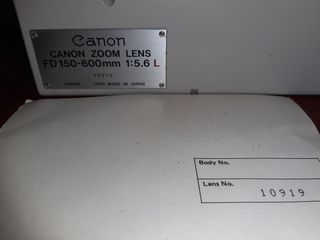 Canon
CANON ZOOM LENS
FD 150-600mm 1:5.6 L
10919
CANON LENS MADE IN JAPAN
Body No.
Lens No. 10919